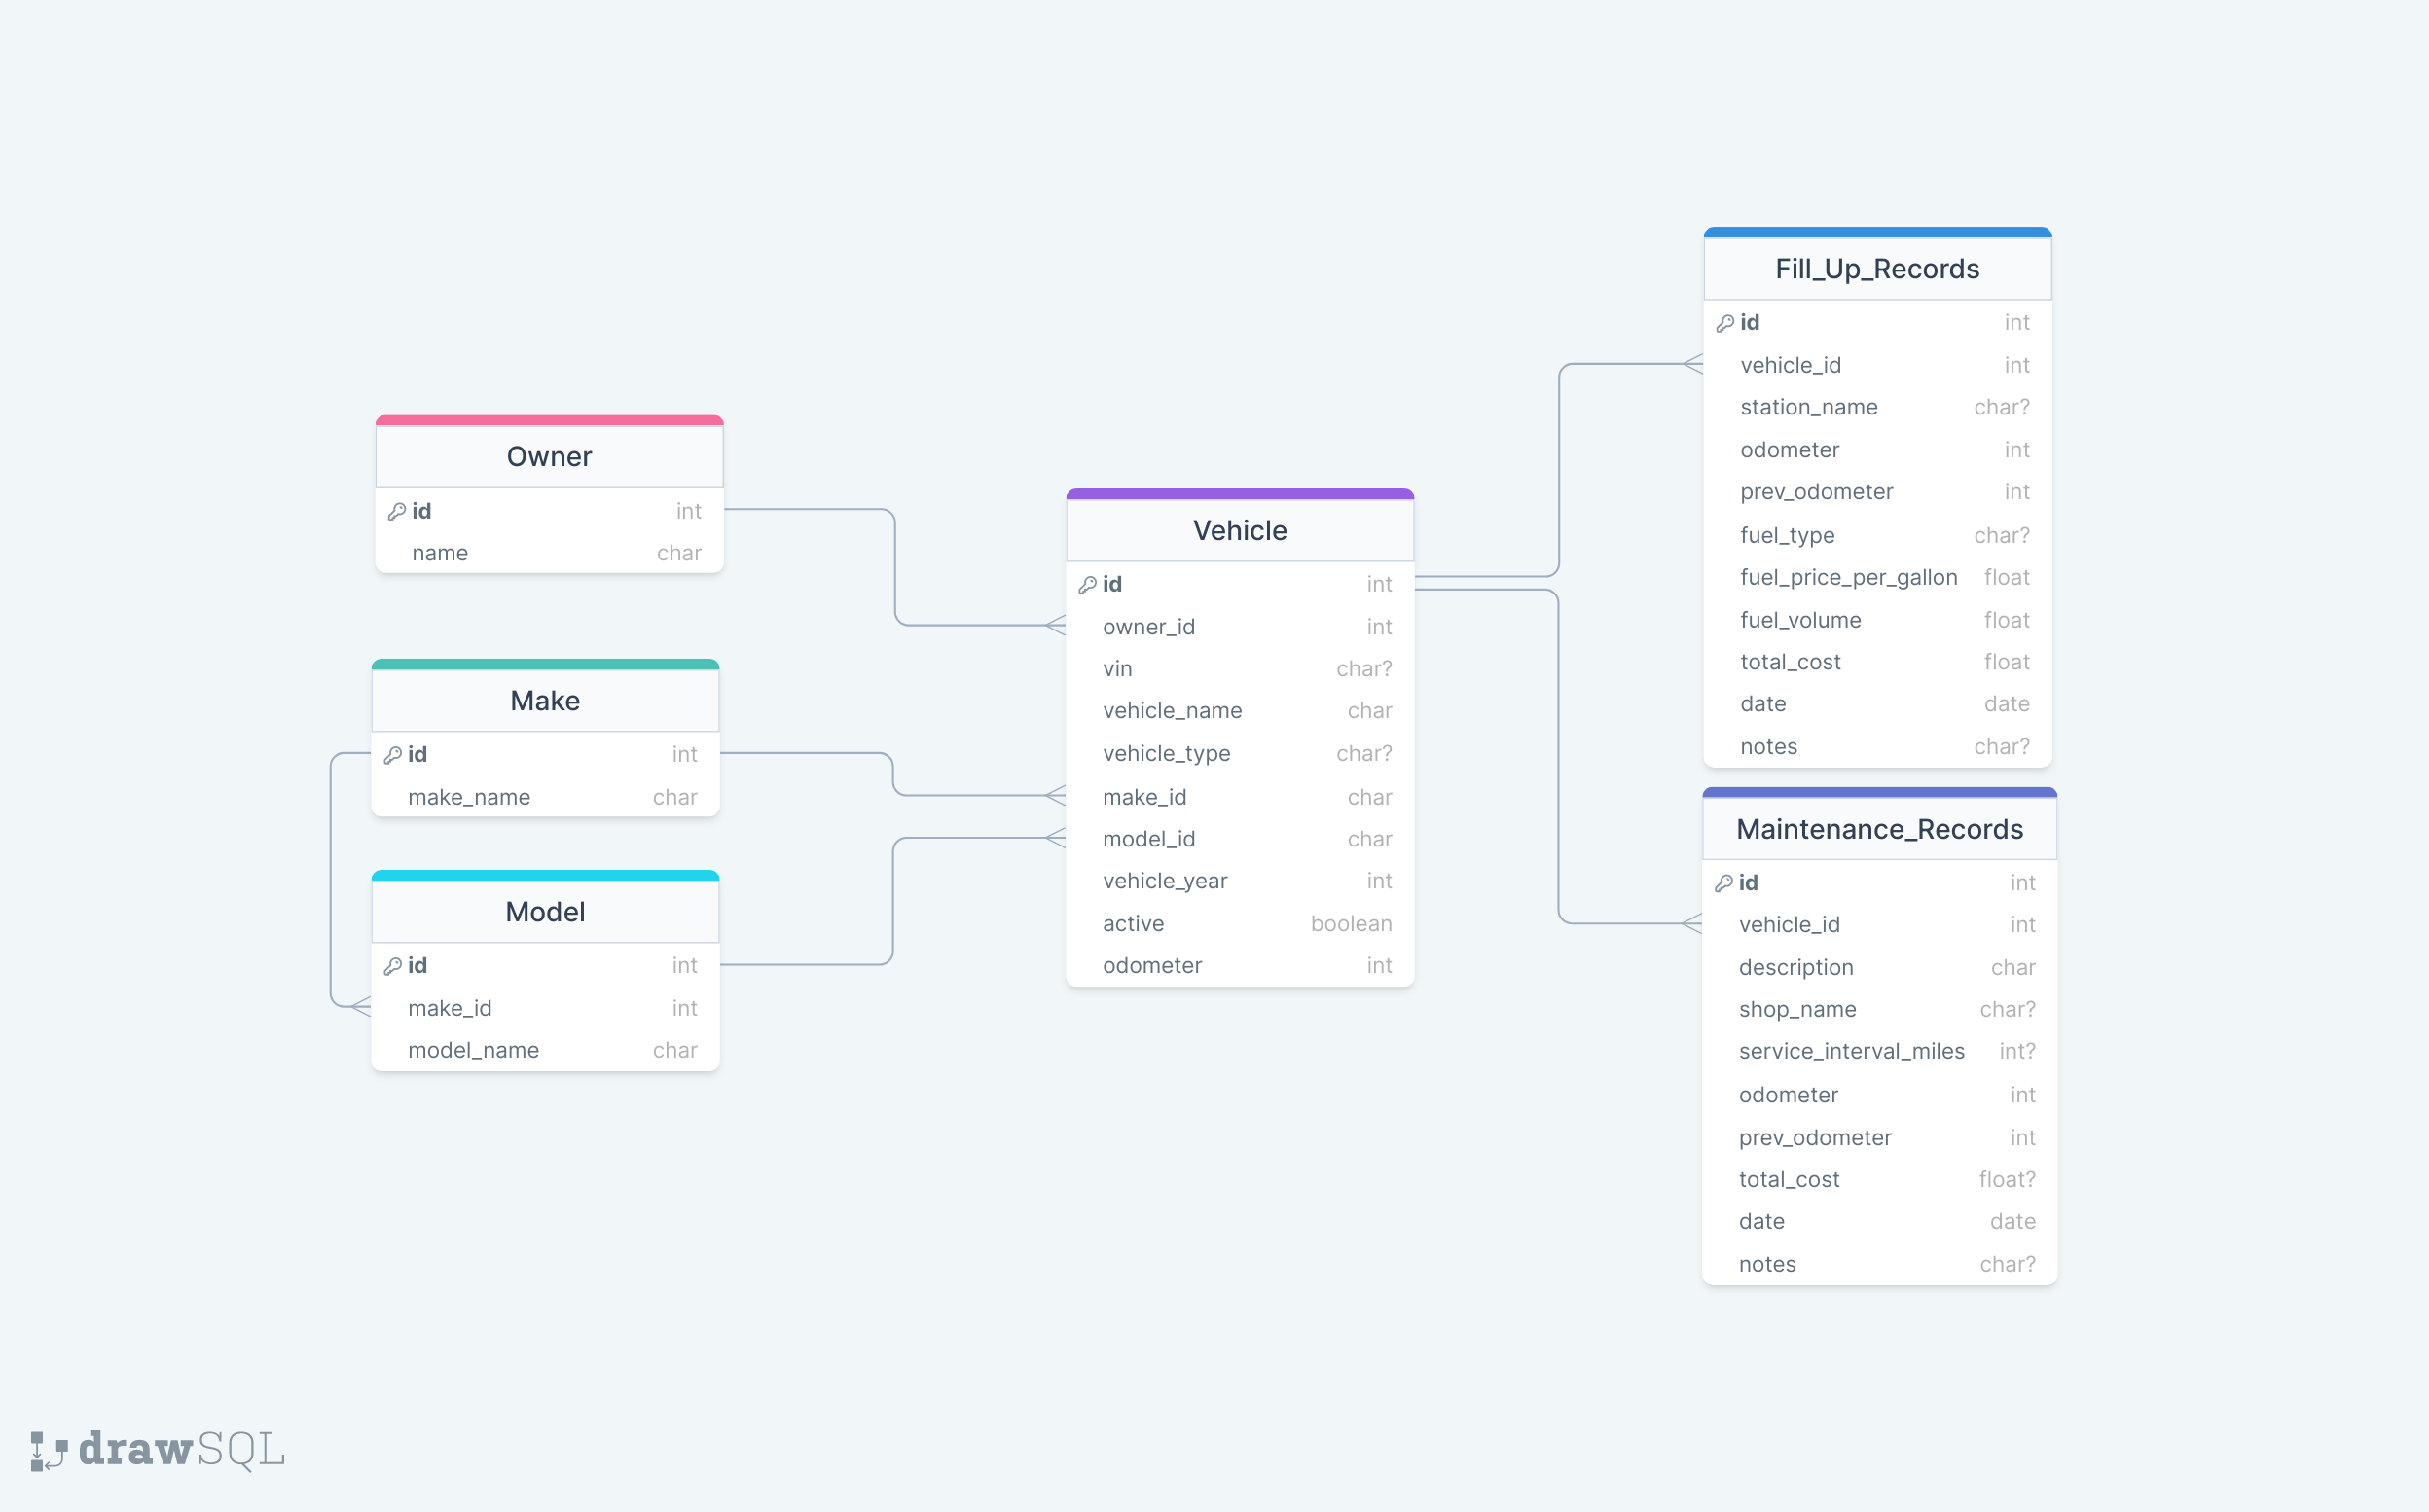 Owner
id int
name char
Make
id int
make_name char
Model
id int
make_id int
model_name char
Vehicle
id int
owner_id int
vin char?
vehicle_name char
vehicle_type char?
make_id char
model_id char
vehicle_year int
active boolean
odometer int
Fill_Up_Records
id int
vehicle_id int
station_name char?
odometer int
prev_odometer int
fuel_type char?
fuel_price_per_gallon float
fuel_volume float
total_cost float
date date
notes char?
Maintenance_Records
id int
vehicle_id int
description char
shop_name char?
service_interval_miles int?
odometer int
prev_odometer int
total_cost float?
date date
notes char?
drawSQL